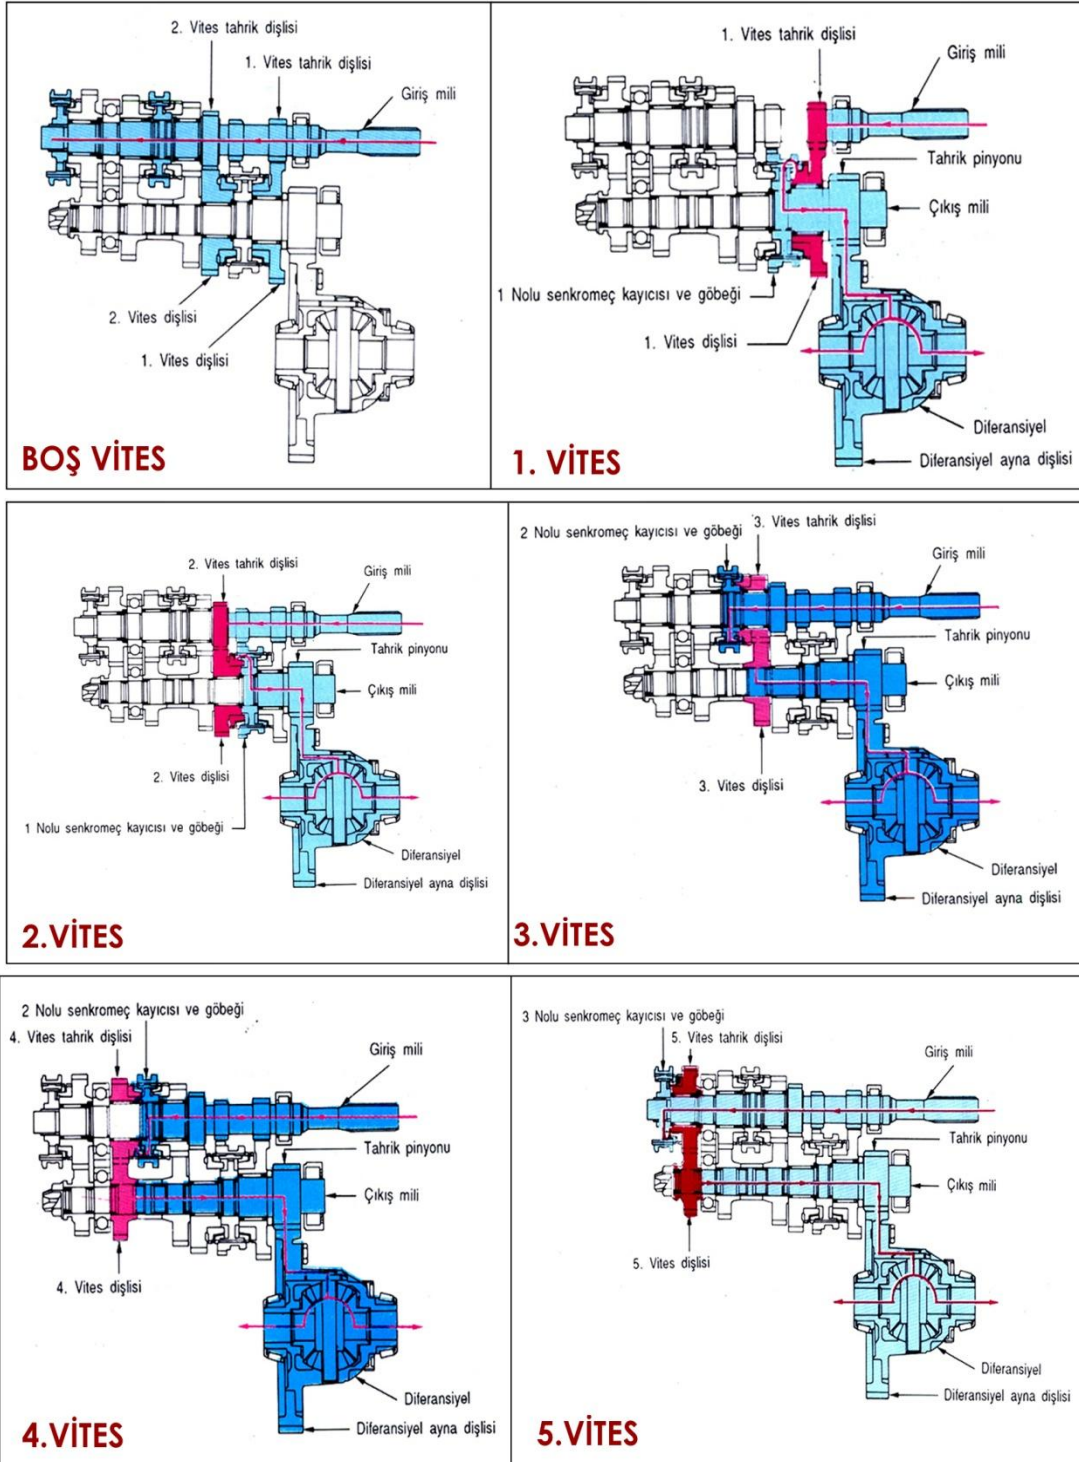 2. Vites tahrik dişlisi
1. Vites tahrik dişlisi
Giriş mili
2. Vites dişlisi
1. Vites dişlisi
BOŞ VİTES
1. Vites tahrik dişlisi
Giriş mili
Tahrik pinyonu
Çıkış mili
1 Nolu senkromeç kayıcısı ve göbeği
1. Vites dişlisi
Diferansiyel
Diferansiyel ayna dişlisi
1. VİTES
2. Vites tahrik dişlisi
Giriş mili
Tahrik pinyonu
Çıkış mili
2. Vites dişlisi
1 Nolu senkromeç kayıcısı ve göbeği
Diferansiyel
Diferansiyel ayna dişlisi
2.VİTES
2 Nolu senkromeç kayıcısı ve göbeği
3. Vites tahrik dişlisi
Giriş mili
Tahrik pinyonu
Çıkış mili
3. Vites dişlisi
Diferansiyel
Diferansiyel ayna dişlisi
3.VİTES
2 Nolu senkromeç kayıcısı ve göbeği
4. Vites tahrik dişlisi
Giriş mili
Tahrik pinyonu
Çıkış mili
4. Vites dişlisi
Diferansiyel
Diferansiyel ayna dişlisi
4.VİTES
3 Nolu senkromeç kayıcısı ve göbeği
5. Vites tahrik dişlisi
Giriş mili
Tahrik pinyonu
Çıkış mili
5. Vites dişlisi
Diferansiyel
Diferansiyel ayna dişlisi
5.VİTES